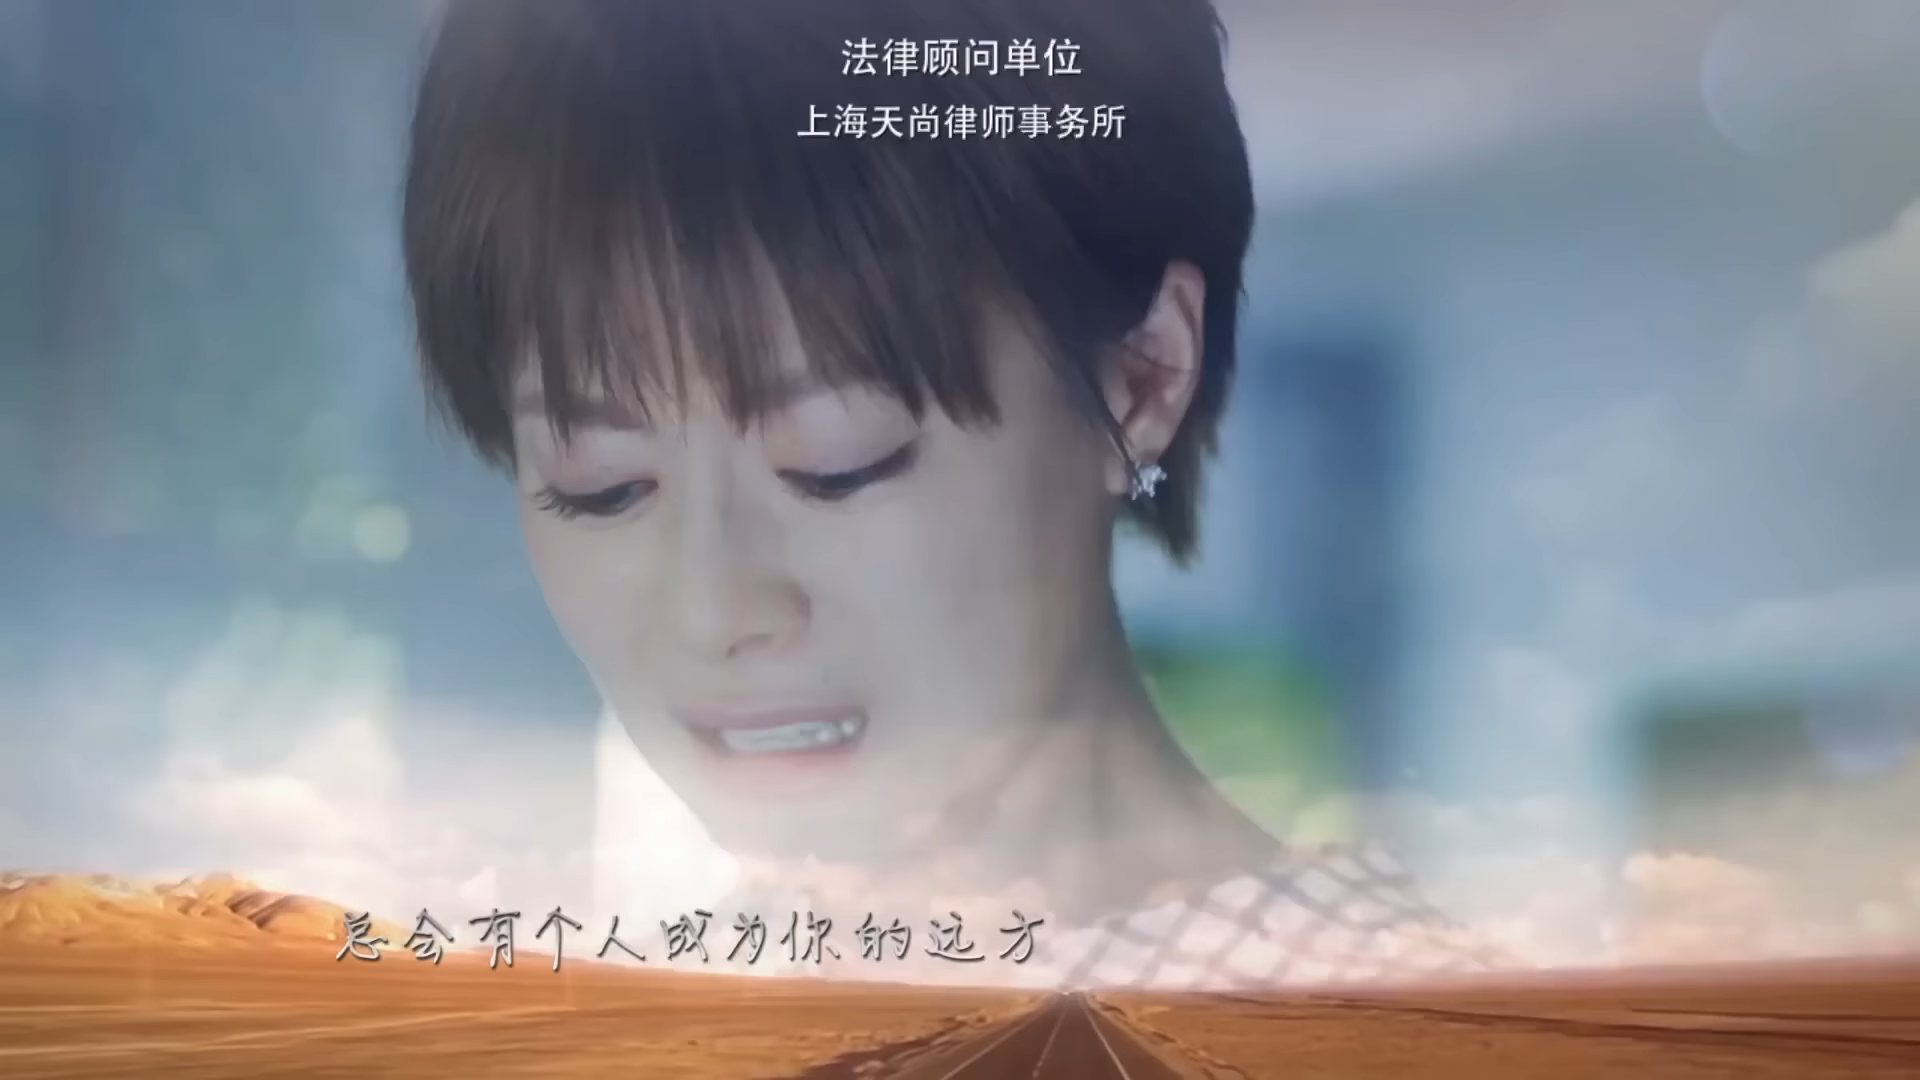 法律顾问单位
上海天尚律师事务所
总会有个人成为你的远方